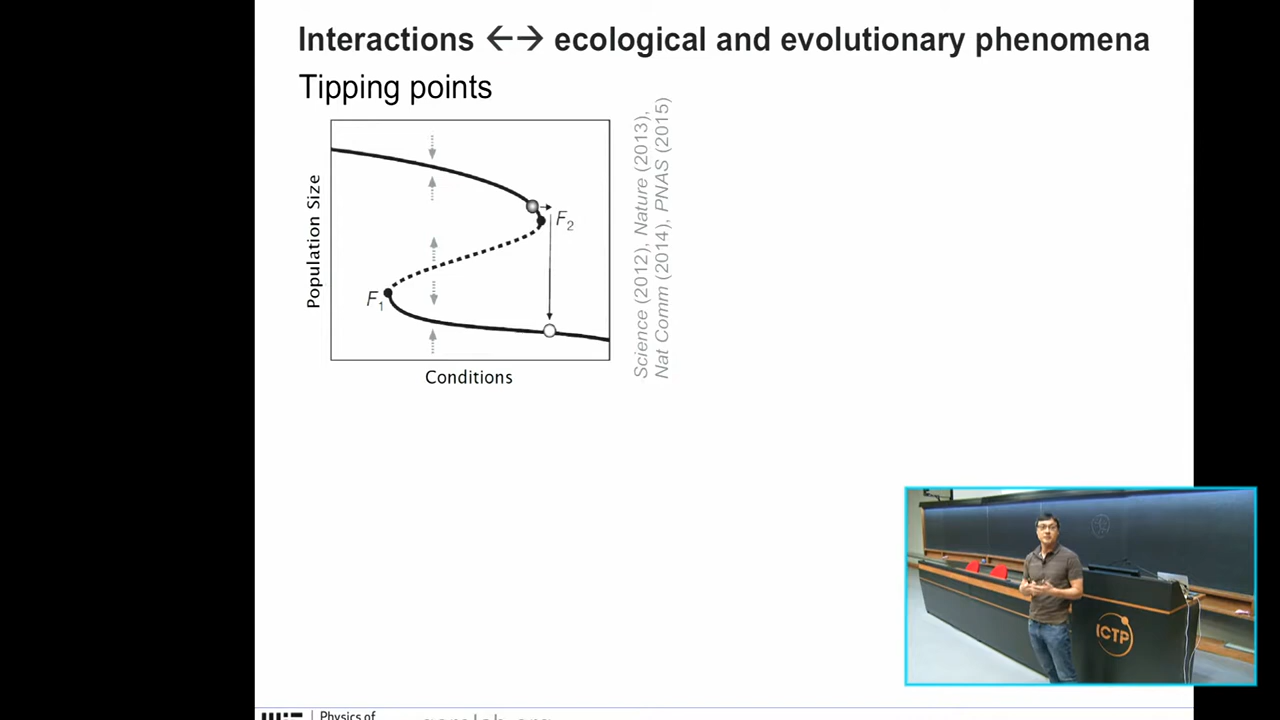 Interactions ←→ ecological and evolutionary phenomena
Tipping points
Population Size
F2
F1
Conditions
Science (2012), Nature (2013),
Nat Comm (2014), PNAS (2015)
ICTP
Physics of